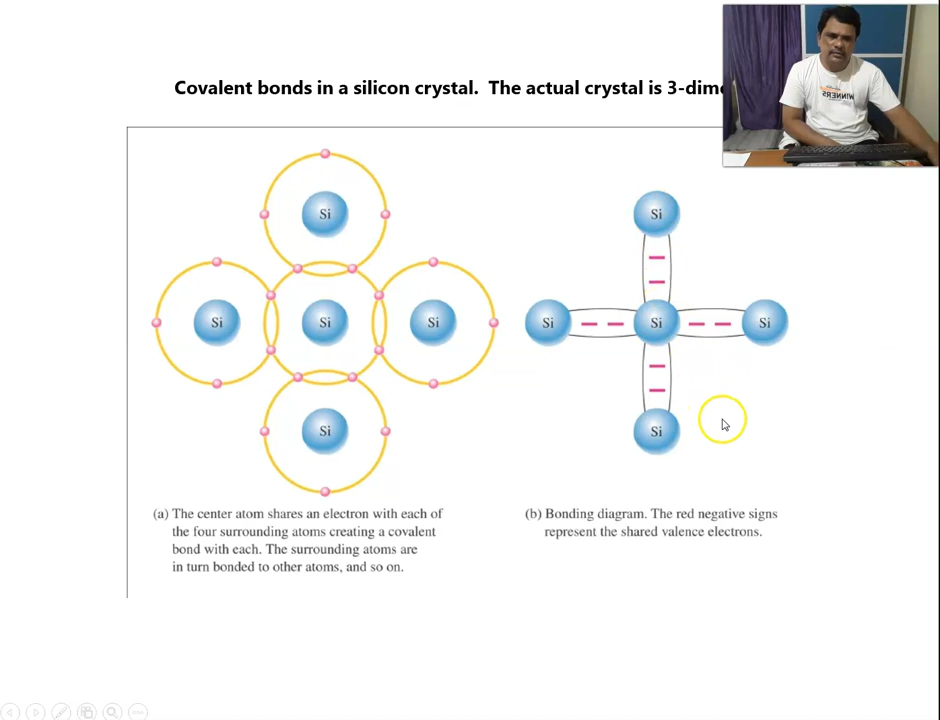 Covalent bonds in a silicon crystal. The actual crystal is 3-dime
WINNERS
Si
Si
Si
Si
Si
Si
Si
Si
Si
Si
(a) The center atom shares an electron with each of
the four surrounding atoms creating a covalent
bond with each. The surrounding atoms are
in turn bonded to other atoms, and so on.
(b) Bonding diagram. The red negative signs
represent the shared valence electrons.